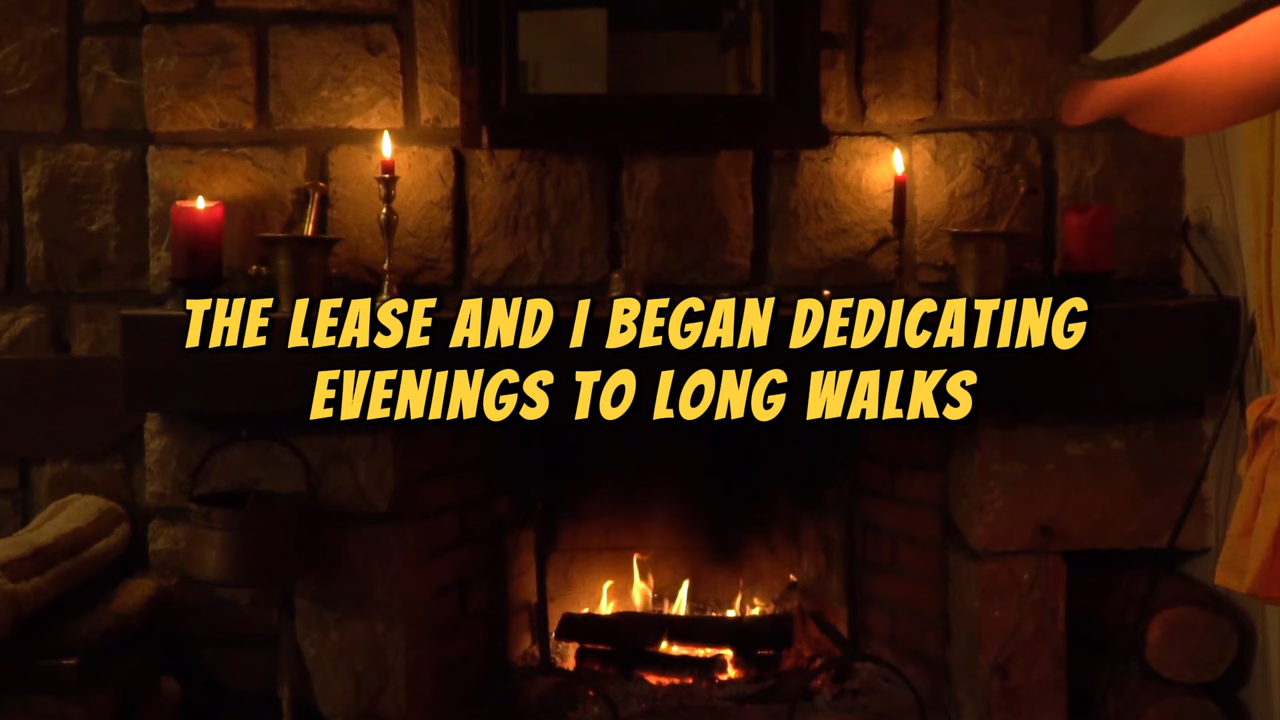 THE LEASE AND I BEGAN DEDICATING
EVENINGS TO LONG WALKS